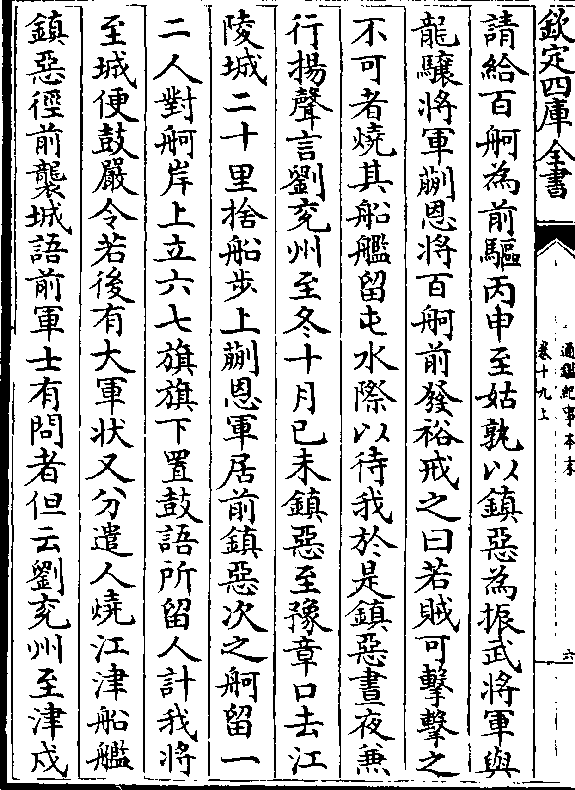 欽定四庫全書
通鑑紀事本末
卷十九上
六
請給百舸為前驅丙申至姑孰以鎮惡為振武將軍與
龍驤將軍蒯恩將百舸前發裕戒之曰若賊可擊擊之
不可者燒其船艦留屯水際以待我於是鎮惡晝夜兼
行揚聲言劉兖州至冬十月己未鎮惡至豫章口去江
陵城二十里捨船步上蒯恩軍居前鎮惡次之舸留一
二人對舸岸上立六七旗旗下置鼓語所留人計我將
至城便鼓嚴令若後有大軍狀又分遣人燒江津船艦
鎮惡徑前襲城語前軍士有問者但云劉兖州至津戍